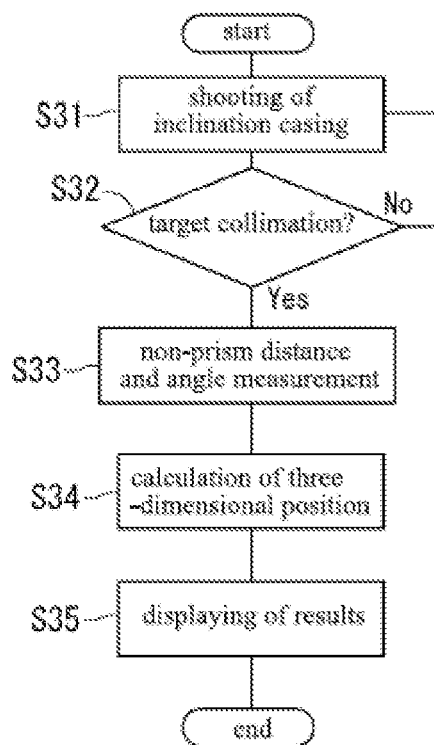 start
S31
shooting of
inclination casing
S32
target collimation?
No
Yes
S33
non-prism distance
and angle measurement
S34
calculation of three
-dimensional position
S35
displaying of results
end